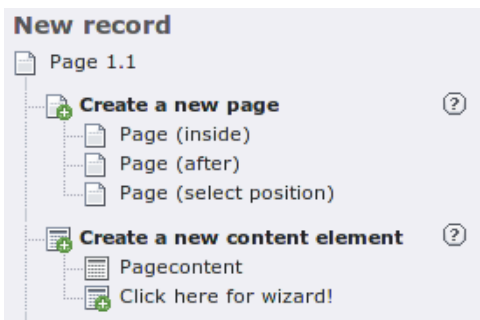 New record
Page 1.1
Create a new page
Page (inside)
Page (after)
Page (select position)
Create a new content element
Pagecontent
Click here for wizard!